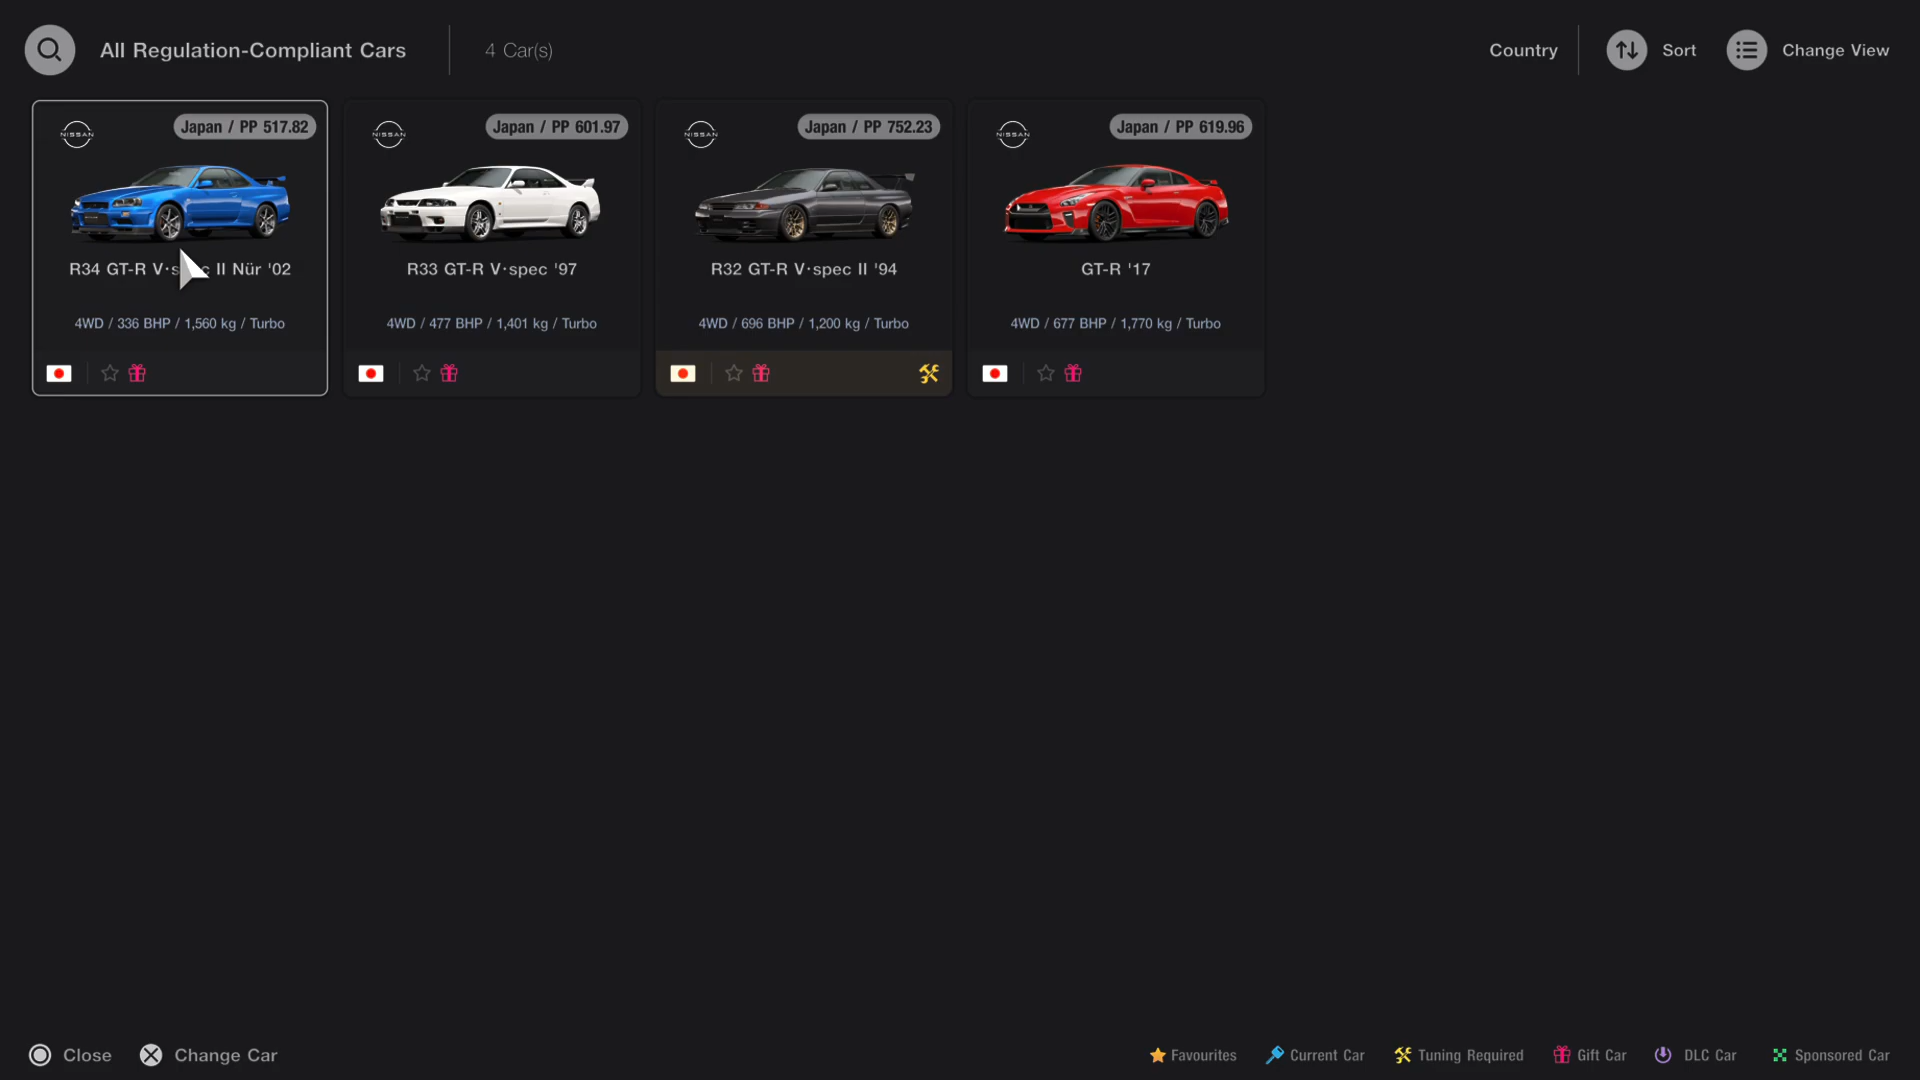 All Regulation-Compliant Cars
4 Car(s)
Country
Sort
Change View
NISSAN
Japan / PP 517.82
R34 GT-R V·spec II Nür '02
4WD / 336 BHP / 1,560 kg / Turbo
NISSAN
Japan / PP 601.97
R33 GT-R V·spec '97
4WD / 477 BHP / 1,401 kg / Turbo
NISSAN
Japan / PP 752.23
R32 GT-R V·spec II '94
4WD / 696 BHP / 1,200 kg / Turbo
NISSAN
Japan / PP 619.96
GT-R '17
4WD / 677 BHP / 1,770 kg / Turbo
Close
Change Car
Favourites
Current Car
Tuning Required
Gift Car
DLC Car
Sponsored Car